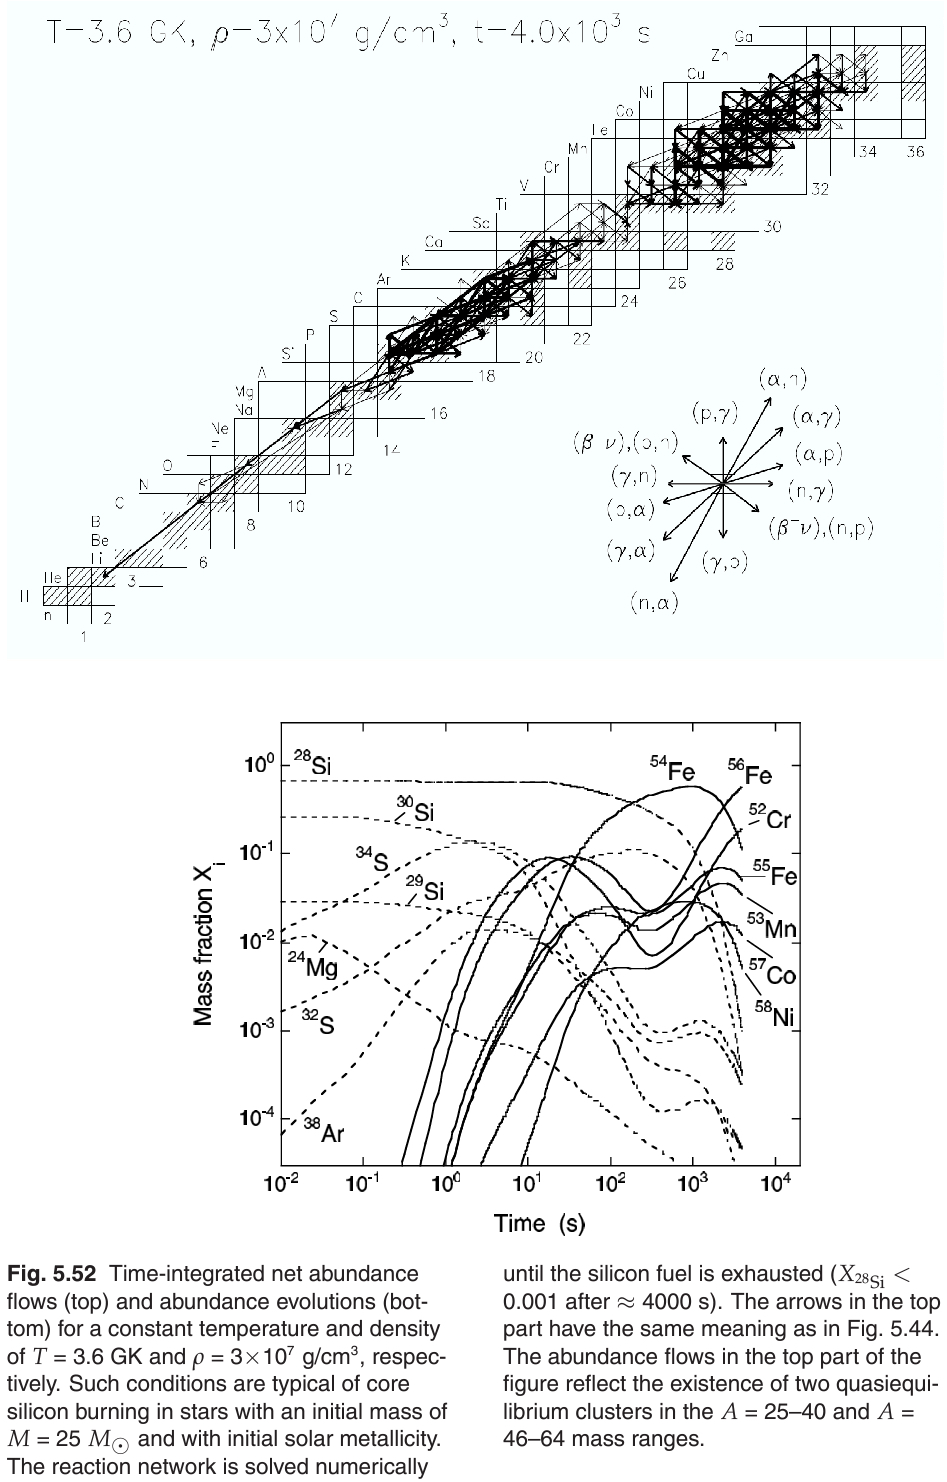 T=3.6 GK, ρ=3x10⁷ g/cm³, t=4.0x10³ s
Ga
Zn
Cu
Ni
Co
Fe
Mn
Cr
V
Ti
Sc
Ca
K
Ar
C
S
P
S
A
Mg
Na
Ne
F
O
N
C
B
Be
Li
He
H
n
1
2
3
6
8
10
12
14
16
18
20
22
24
26
28
30
32
34
36
(α,n)
(p,γ)
(α,γ)
(α,p)
(n,γ)
(γ,n)
(γ,α)
(n,α)
28Si
30Si
34S
29Si
24Mg
32S
38Ar
54Fe
56Fe
52Cr
55Fe
53Mn
57Co
58Ni
Mass fraction Xi
10⁰
10⁻¹
10⁻²
10⁻³
10⁻⁴
10⁻² 10⁻¹ 10⁰ 10¹ 10² 10³ 10⁴
Time (s)
Fig. 5.52 Time-integrated net abundance
flows (top) and abundance evolutions (bot-
tom) for a constant temperature and density
of T = 3.6 GK and ρ = 3×10⁷ g/cm³, respec-
tively. Such conditions are typical of core
silicon burning in stars with an initial mass of
M = 25 M⊙ and with initial solar metallicity.
The reaction network is solved numerically
until the silicon fuel is exhausted (X28Si <
0.001 after ≈ 4000 s). The arrows in the top
part have the same meaning as in Fig. 5.44.
The abundance flows in the top part of the
figure reflect the existence of two quasiequi-
librium clusters in the A = 25–40 and A =
46–64 mass ranges.